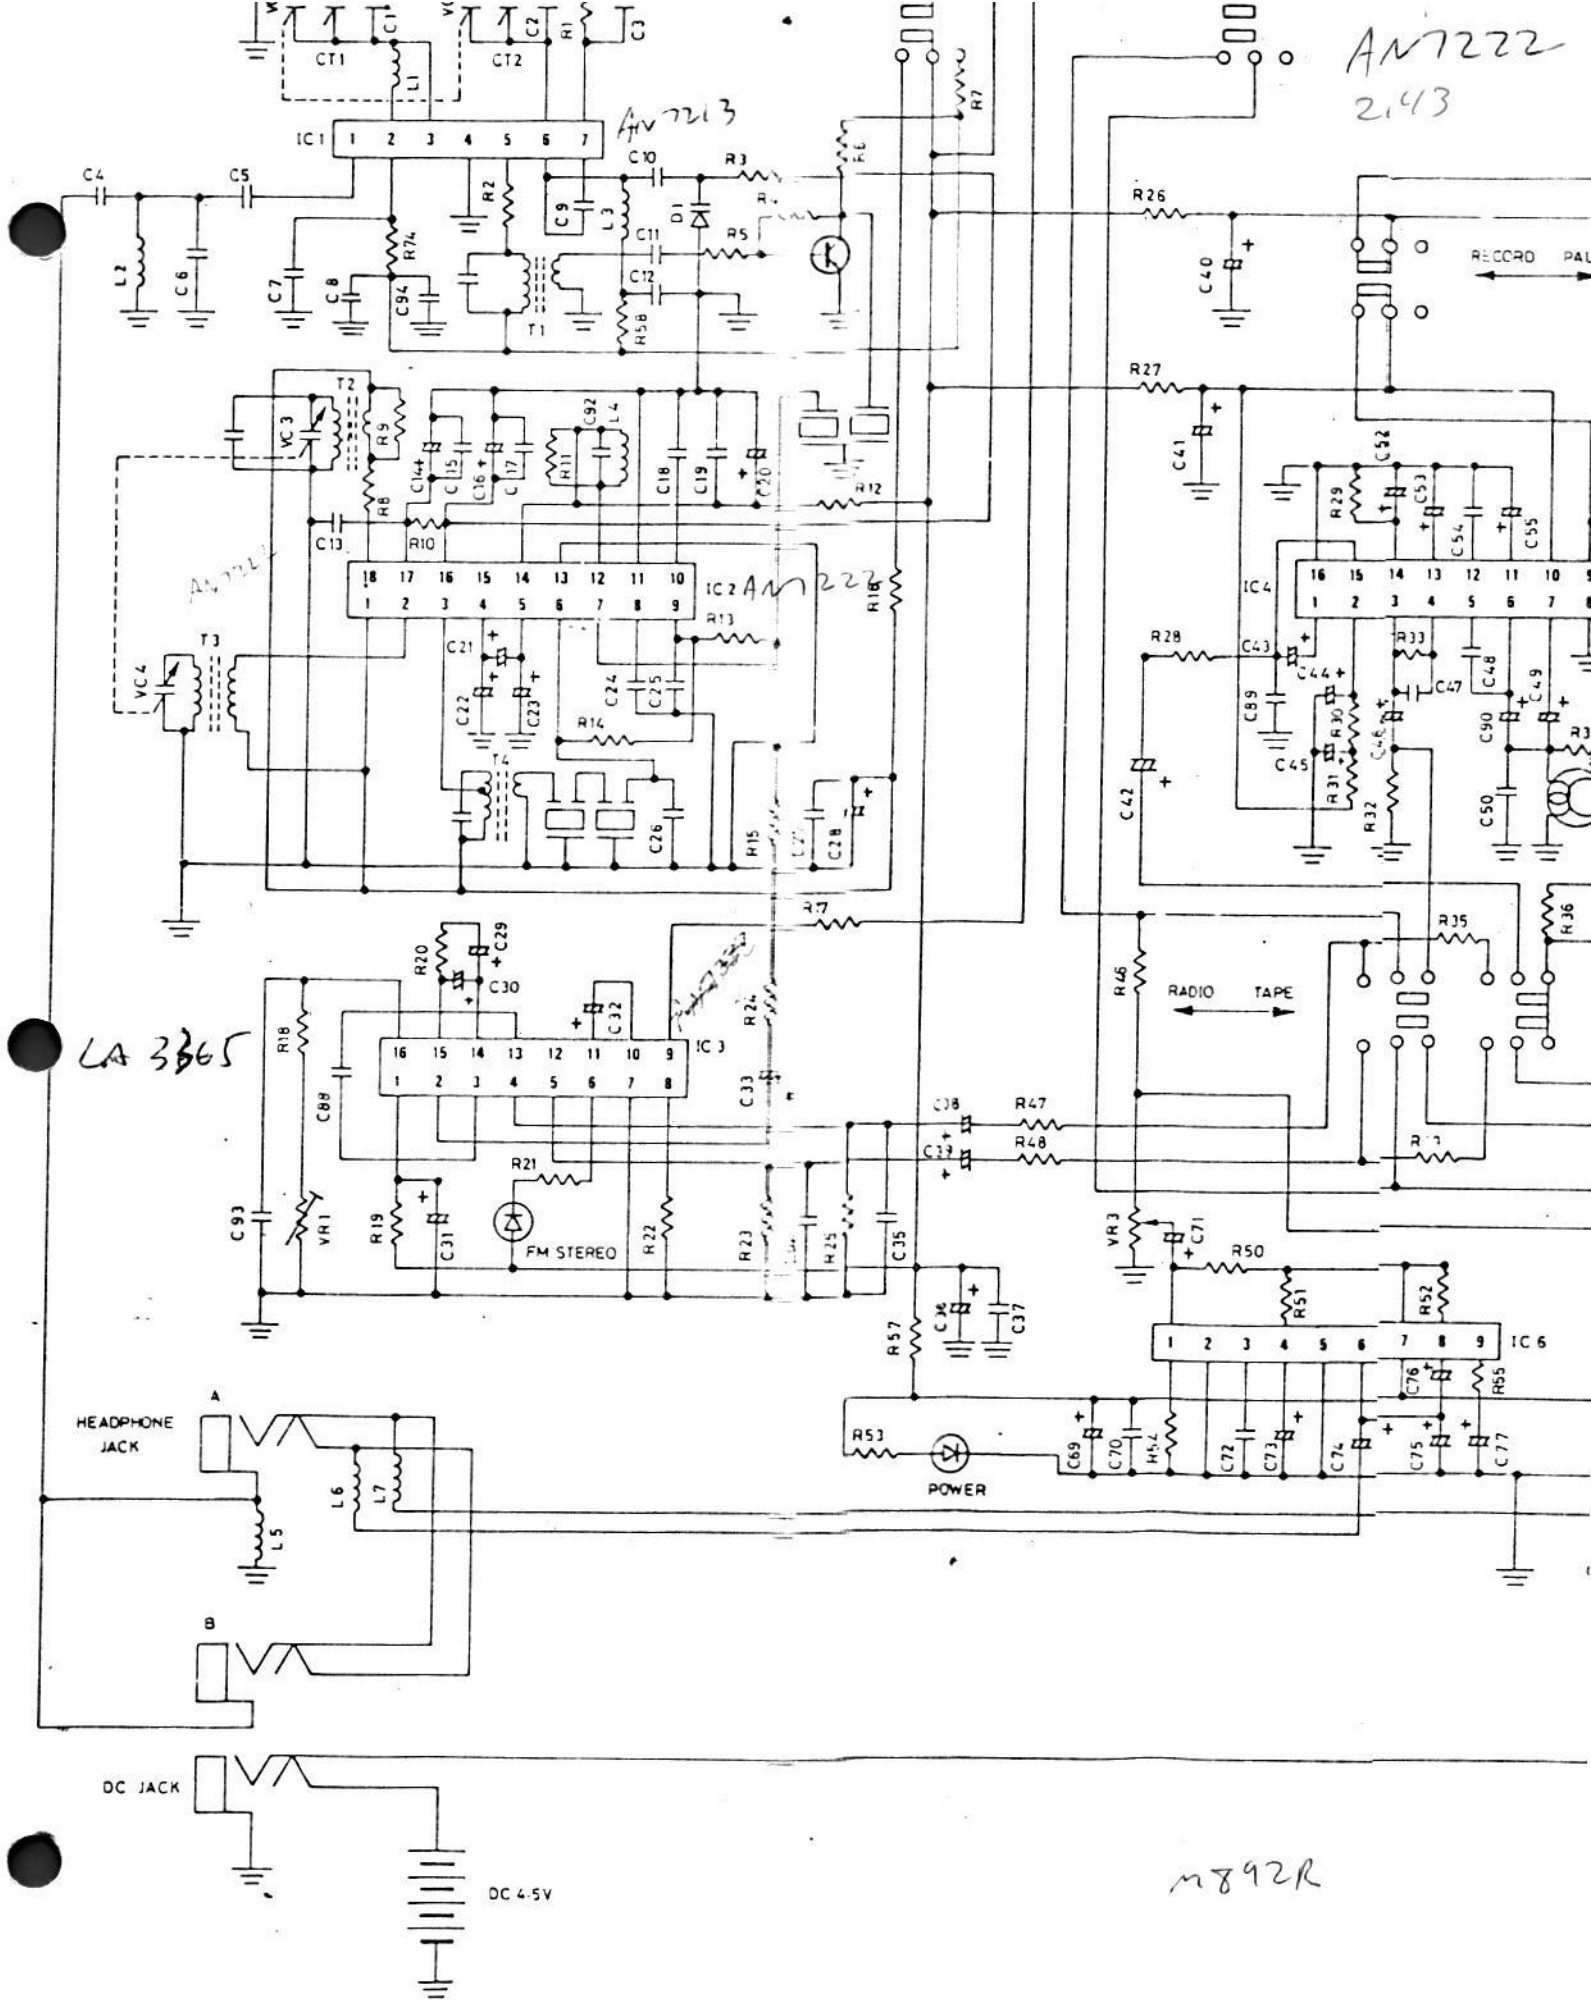 C1 C2 R1 C3
CT1 L1 CT2
AN7222
2.43
R7
AN7213
IC1 1 2 3 4 5 6 7
R6
C4 C5 R2 C10 R3
R4
R26
C9 L3 D1
R74 C11 R5
L2 C6 C7 C8 C94 C12
C40
RECORD
T1 R58
R27
T2
VC3 R9
C92 L4
C41
C52
C14 C15 C16 C17 R11 C18 C19 C20
R29 C53
R8
R12
C54 C55
C13 R10
18 17 16 15 14 13 12 11 10
IC2 AN7222
1 2 3 4 5 6 7 8 9
R16
IC4
16 15 14 13 12 11 10 9
1 2 3 4 5 6 7 8
R13
T3
C21
R28 C43
R33
VC4
C44
C48
C22 C23 C24 C25
C89 C47
C49
R14
R30 C46 C90
C45
T4
R31
C42
R32
C50
C26 R15 C28
R17
R20 C29
R36
R35
C30
R46
C32
R24
RADIO TAPE
LA 3365
R18
16 15 14 13 12 11 10 9
IC3
1 2 3 4 5 6 7 8
C88
C33
C38 R47
C39 R48
R21
C93 VR1 R19 C31
FM STEREO
R22 R23 R25 C35
VR3 C71
R50
R51 R52
C36 C37
R57
1 2 3 4 5 6 7 8 9
IC6
C76 R55
A
HEADPHONE
JACK
R53
POWER
C69 C70 R54 C72 C73 C74 C75 C77
L6 L7
L5
B
DC JACK
DC 4.5V
M892R